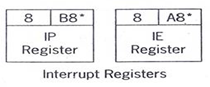 8 B8* 8 A8*
IP IE
Register Register
Interrupt Registers